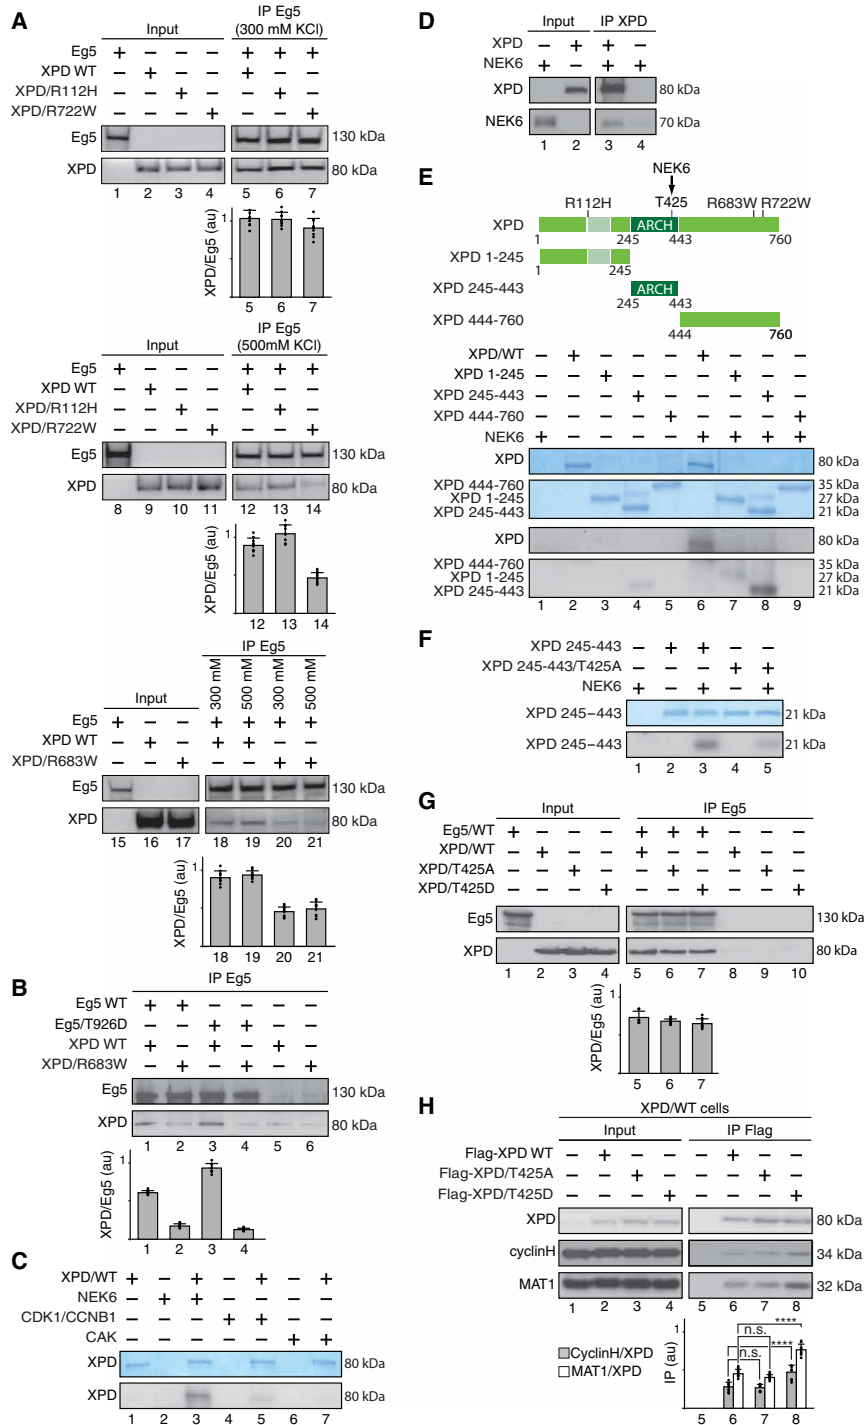 A
Input
IP Eg5
(300 mM KCl)
Eg5 + – – – + + +
XPD WT – + – – + – –
XPD/R112H – – + – – + –
XPD/R722W – – – + – – +
Eg5 130 kDa
XPD 80 kDa
1 2 3 4 5 6 7
XPD/Eg5 (au)
1
5 6 7
Input
IP Eg5
(500mM KCl)
Eg5 + – – – + + +
XPD WT – + – – + – –
XPD/R112H – – + – – + –
XPD/R722W – – – + – – +
Eg5 130 kDa
XPD 80 kDa
8 9 10 11 12 13 14
XPD/Eg5 (au)
1
12 13 14
IP Eg5
Input
300 mM
500 mM
300 mM
500 mM
Eg5 + – – + + + +
XPD WT – + – + + – –
XPD/R683W – – + – – + +
Eg5 130 kDa
XPD 80 kDa
15 16 17 18 19 20 21
XPD/Eg5 (au)
1
18 19 20 21
B
IP Eg5
Eg5 WT + + – – – –
Eg5/T926D – – + + – –
XPD WT + – + – + –
XPD/R683W – + – + – +
Eg5 130 kDa
XPD 80 kDa
1 2 3 4 5 6
XPD/Eg5 (au)
1
1 2 3 4
C
XPD/WT + – + – + – +
NEK6 – + + – – – –
CDK1/CCNB1 – – – + + – –
CAK – – – – – + +
XPD 80 kDa
XPD 80 kDa
1 2 3 4 5 6 7
D
Input IP XPD
XPD – + + –
NEK6 + – + +
XPD 80 kDa
NEK6 70 kDa
1 2 3 4
E
NEK6
R112H T425 R683W R722W
XPD ARCH
1 245 443 760
XPD 1-245
1 245
XPD 245-443 ARCH
245 443
XPD 444-760
444 760
XPD/WT – + – – – + – – –
XPD 1-245 – – + – – – + – –
XPD 245-443 – – – + – – – + –
XPD 444-760 – – – – + – – – +
NEK6 + – – – – + + + +
XPD 80 kDa
XPD 444-760 35 kDa
XPD 1-245 27 kDa
XPD 245-443 21 kDa
XPD 80 kDa
XPD 444-760 35 kDa
XPD 1-245 27 kDa
XPD 245-443 21 kDa
1 2 3 4 5 6 7 8 9
F
XPD 245-443 – + + – –
XPD 245-443/T425A – – – + +
NEK6 + – + – +
XPD 245–443 21 kDa
XPD 245–443 21 kDa
1 2 3 4 5
G
Input IP Eg5
Eg5/WT + – – – + + + – – –
XPD/WT – + – – + – – + – –
XPD/T425A – – + – – + – – + –
XPD/T425D – – – + – – + – – +
Eg5 130 kDa
XPD 80 kDa
1 2 3 4 5 6 7 8 9 10
XPD/Eg5 (au)
1
5 6 7
H
XPD/WT cells
Input IP Flag
Flag-XPD WT – + – – – + – –
Flag-XPD/T425A – – + – – – + –
Flag-XPD/T425D – – – + – – – +
XPD 80 kDa
cyclinH 34 kDa
MAT1 32 kDa
1 2 3 4 5 6 7 8
IP (au)
1
****
n.s.
****
n.s.
CyclinH/XPD
MAT1/XPD
5 6 7 8